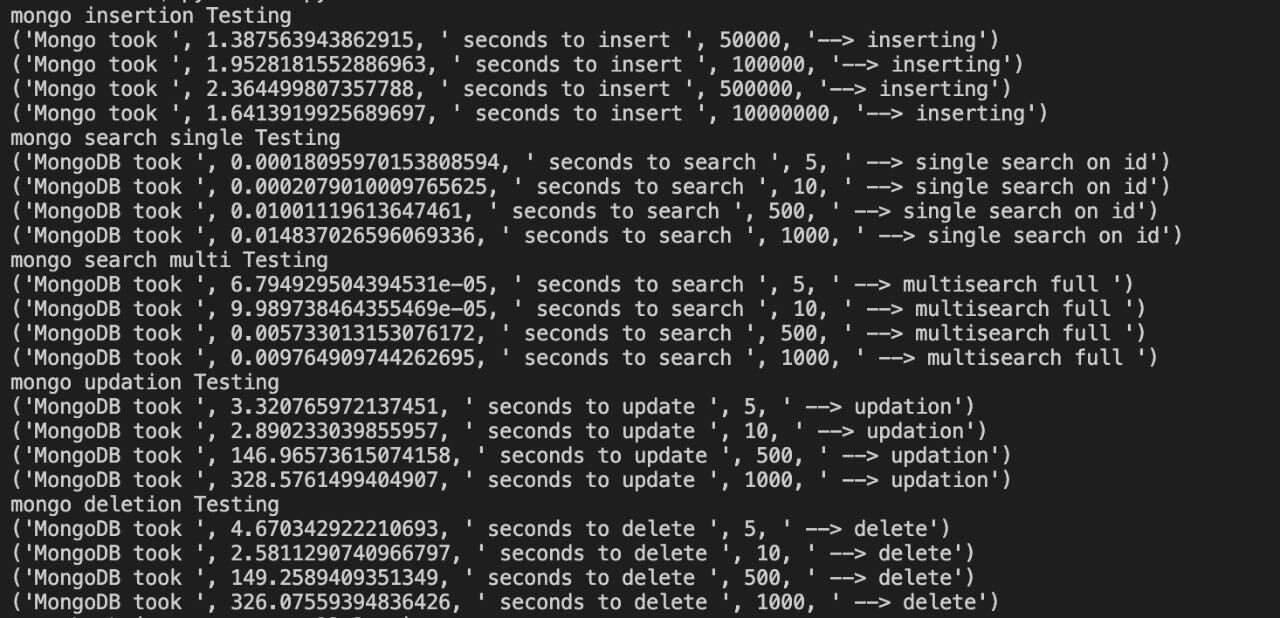 mongo insertion Testing
('Mongo took ', 1.387563943862915, ' seconds to insert ', 50000, '--> inserting')
('Mongo took ', 1.9528181552886963, ' seconds to insert ', 100000, '--> inserting')
('Mongo took ', 2.364499807357788, ' seconds to insert ', 500000, '--> inserting')
('Mongo took ', 1.6413919925689697, ' seconds to insert ', 10000000, '--> inserting')
mongo search single Testing
('MongoDB took ', 0.00018095970153808594, ' seconds to search ', 5, ' --> single search on id')
('MongoDB took ', 0.0002079010009765625, ' seconds to search ', 10, ' --> single search on id')
('MongoDB took ', 0.01001119613647461, ' seconds to search ', 500, ' --> single search on id')
('MongoDB took ', 0.014837026596069336, ' seconds to search ', 1000, ' --> single search on id')
mongo search multi Testing
('MongoDB took ', 6.794929504394531e-05, ' seconds to search ', 5, ' --> multisearch full ')
('MongoDB took ', 9.989738464355469e-05, ' seconds to search ', 10, ' --> multisearch full ')
('MongoDB took ', 0.005733013153076172, ' seconds to search ', 500, ' --> multisearch full ')
('MongoDB took ', 0.009764909744262695, ' seconds to search ', 1000, ' --> multisearch full ')
mongo updation Testing
('MongoDB took ', 3.320765972137451, ' seconds to update ', 5, ' --> updation')
('MongoDB took ', 2.890233039855957, ' seconds to update ', 10, ' --> updation')
('MongoDB took ', 146.96573615074158, ' seconds to update ', 500, ' --> updation')
('MongoDB took ', 328.5761499404907, ' seconds to update ', 1000, ' --> updation')
mongo deletion Testing
('MongoDB took ', 4.670342922210693, ' seconds to delete ', 5, ' --> delete')
('MongoDB took ', 2.5811290740966797, ' seconds to delete ', 10, ' --> delete')
('MongoDB took ', 149.2589409351349, ' seconds to delete ', 500, ' --> delete')
('MongoDB took ', 326.07559394836426, ' seconds to delete ', 1000, ' --> delete')